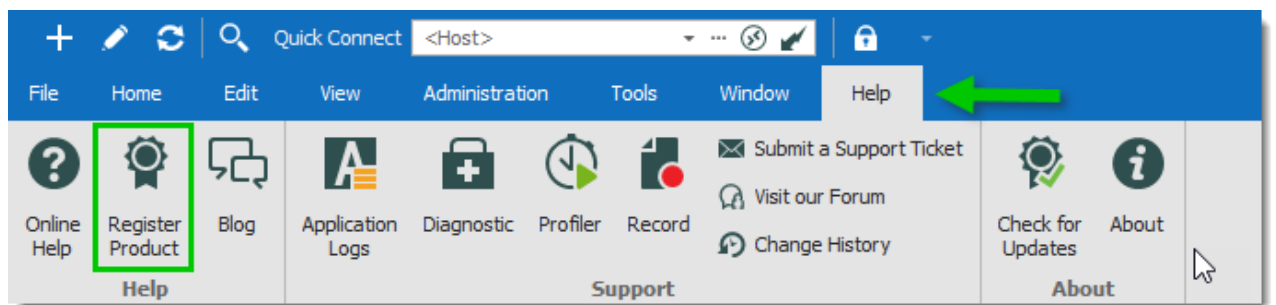 Quick Connect <Host>
File Home Edit View Administration Tools Window Help
Submit a Support Ticket
Visit our Forum
Change History
Online Help
Register Product
Blog
Application Logs
Diagnostic
Profiler
Record
Check for Updates
About
Help Support About